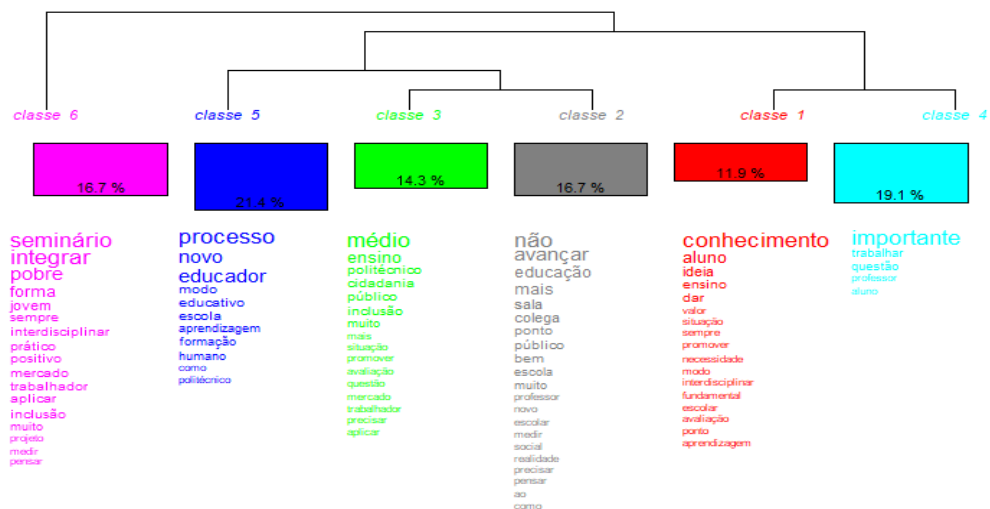 classe 6
classe 5
classe 3
classe 2
classe 1
classe 4
16.7 %
21.4 %
14.3 %
16.7 %
11.9 %
19.1 %
seminário
integrar
pobre
forma
jovem
sempre
interdisciplinar
prático
positivo
mercado
trabalhador
aplicar
inclusão
muito
projeto
medir
pensar
processo
novo
educador
modo
educativo
escola
aprendizagem
formação
humano
como
politécnico
médio
ensino
politécnico
cidadania
público
inclusão
muito
mais
situação
promover
avaliação
questão
mercado
trabalhador
precisar
aplicar
não
avançar
educação
mais
sala
colega
ponto
público
bem
escola
muito
professor
novo
escolar
medir
social
realidade
precisar
pensar
ao
como
conhecimento
aluno
ideia
ensino
dar
valor
situação
sempre
promover
necessidade
modo
interdisciplinar
fundamental
escolar
avaliação
ponto
aprendizagem
importante
trabalhar
questão
professor
aluno